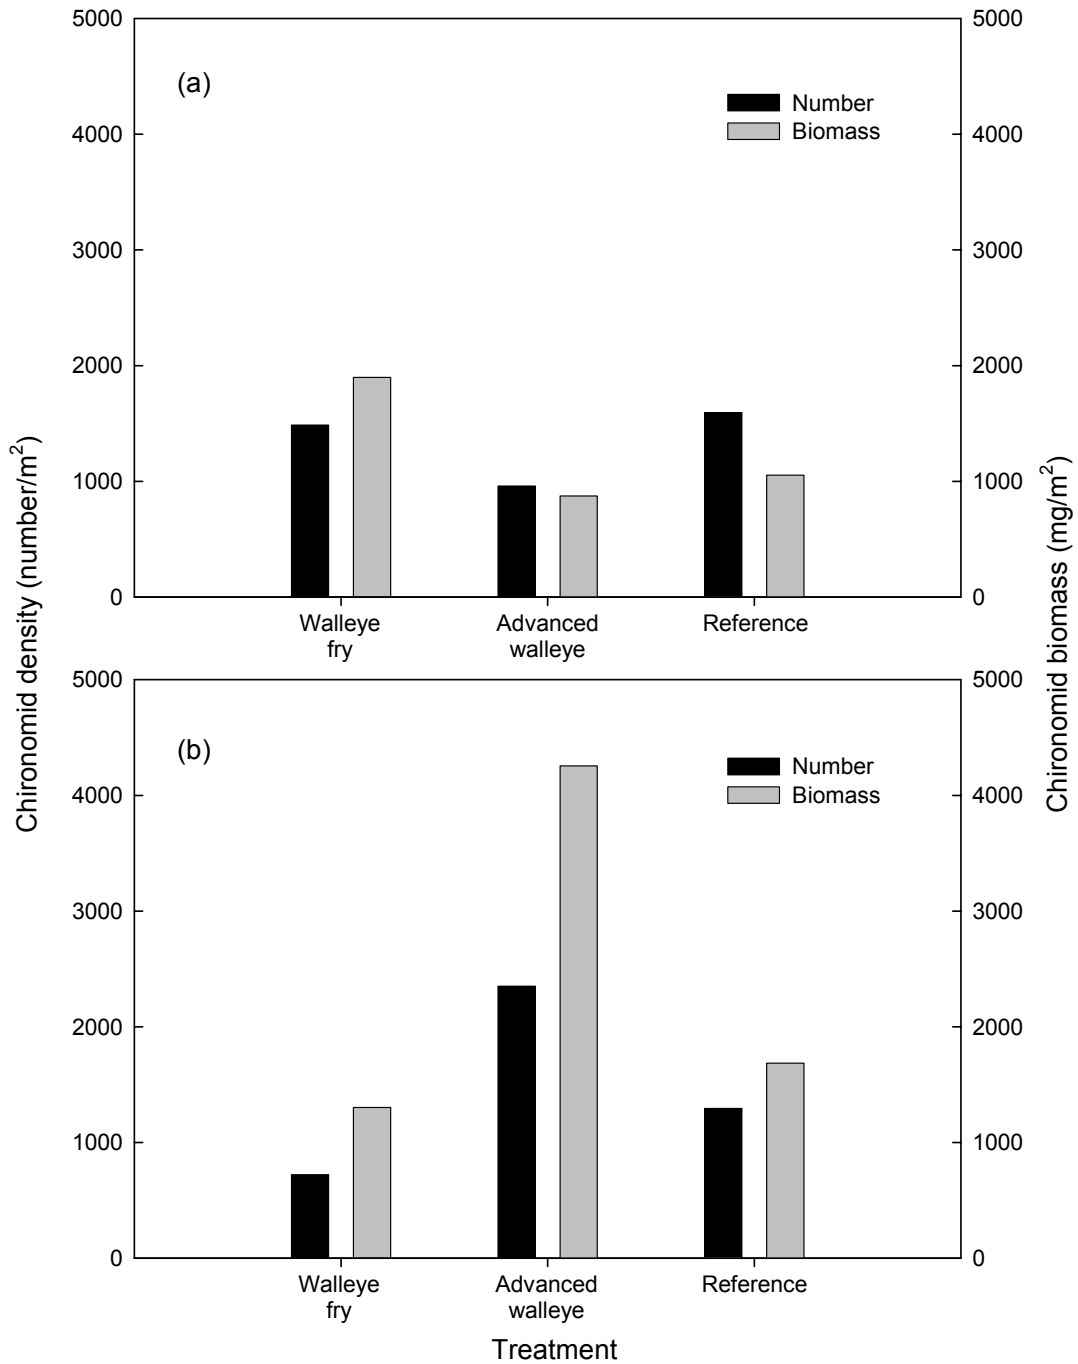 Chironomid density (number/m²)
Chironomid biomass (mg/m²)
(a)
Number
Biomass
5000
4000
3000
2000
1000
0
5000
4000
3000
2000
1000
0
Walleye
fry
Advanced
walleye
Reference
(b)
Number
Biomass
5000
4000
3000
2000
1000
0
5000
4000
3000
2000
1000
0
Walleye
fry
Advanced
walleye
Reference
Treatment